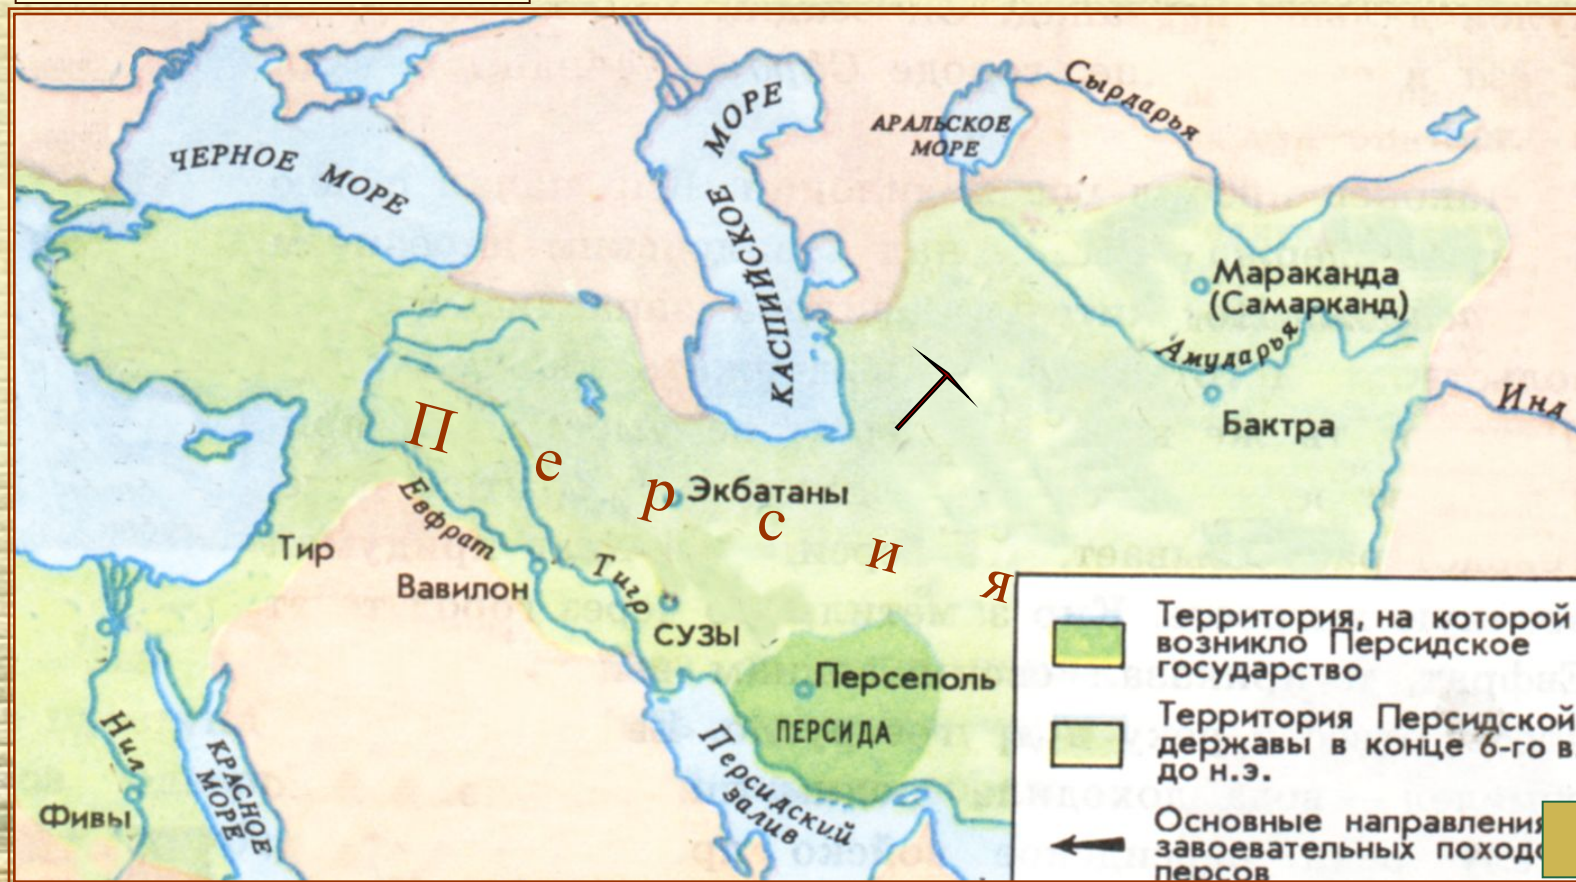 ЧЕРНОЕ МОРЕ
КАСПИЙСКОЕ МОРЕ
АРАЛЬСКОЕ
МОРЕ
Сырдарья
Мараканда
(Самарканд)
Амударья
Бактра
Инд
Персия
Экбатаны
Евфрат
Тир
Вавилон
Тигр
СУЗЫ
Персеполь
ПЕРСИДА
Персидский
залив
Нил
КРАСНОЕ
МОРЕ
Фивы
Территория, на которой
возникло Персидское
государство
Территория Персидской
державы в конце 6-го в
до н.э.
Основные направления
завоевательных походо
персов